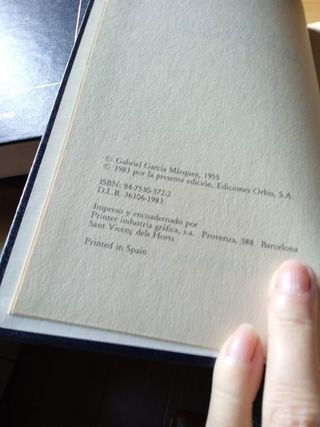 © Gabriel García Márquez, 1955
© 1983 por la presente edición, Ediciones Orbis, S.A.
ISBN: 84-7530-372-2
D.L.B. 36106-1983
Impreso y encuadernado por
Printer industria gráfica, s.a. Provenza, 388 Barcelona
Sant Vicenç dels Horts
Printed in Spain